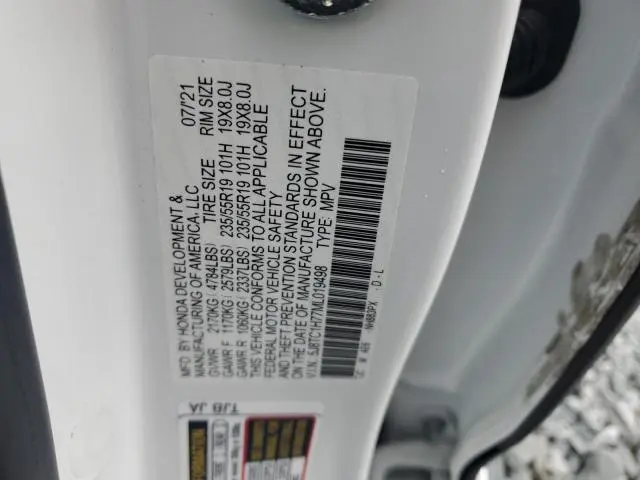 MFD. BY HONDA DEVELOPMENT & 07/'21
MANUFACTURING OF AMERICA, LLC
TIRE SIZE RIM SIZE
GVWR 2170KG( 4784LBS)
GAWR F 1170KG( 2579LBS) 235/55R19 101H 19X8.0J
GAWR R 1060KG( 2337LBS) 235/55R19 101H 19X8.0J
THIS VEHICLE CONFORMS TO ALL APPLICABLE
FEDERAL MOTOR VEHICLE SAFETY
AND THEFT PREVENTION STANDARDS IN EFFECT
ON THE DATE OF MANUFACTURE SHOWN ABOVE.
V.I.N. 5J8TC1H77ML019498 TYPE: MPV
NH883PX
- D - L
TJB JA
INFORMATION